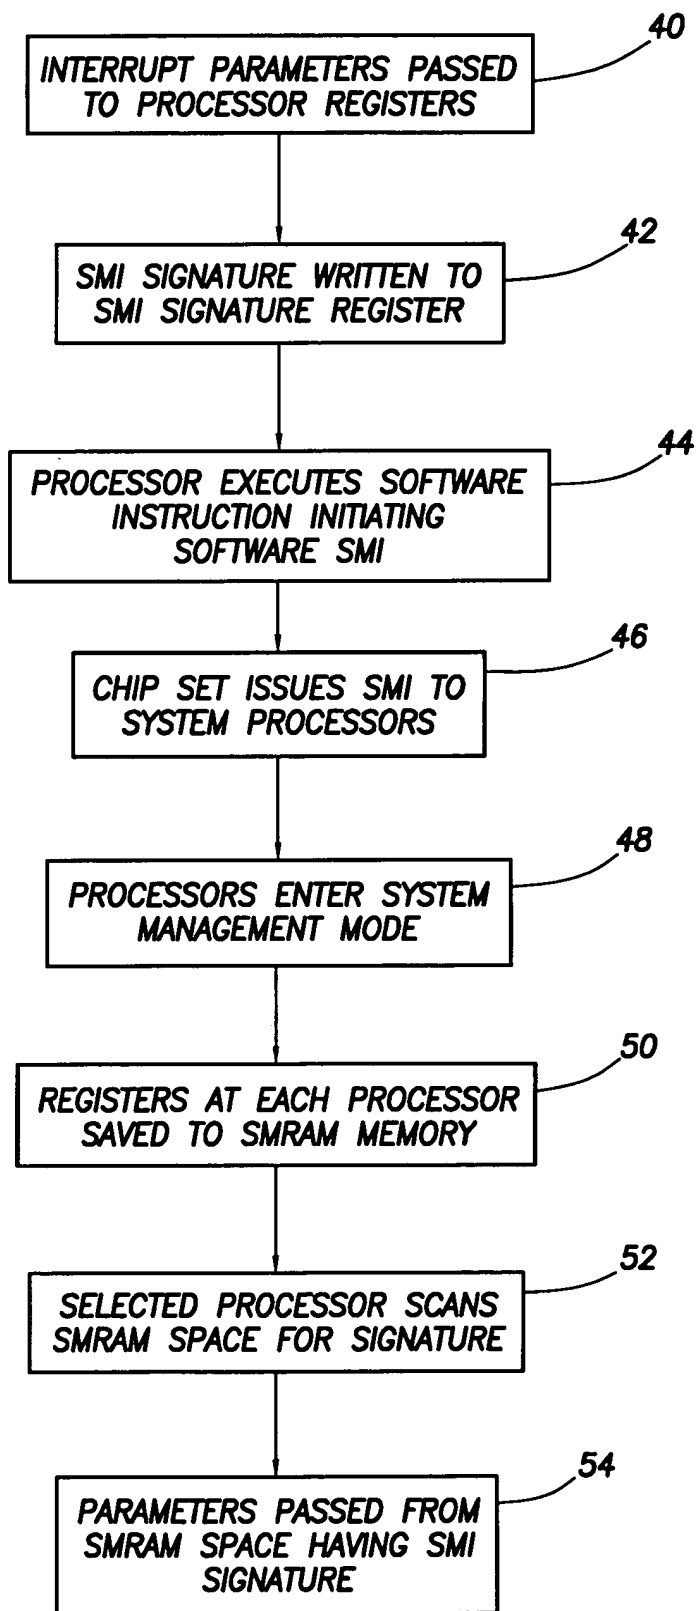 40
INTERRUPT PARAMETERS PASSED
TO PROCESSOR REGISTERS
42
SMI SIGNATURE WRITTEN TO
SMI SIGNATURE REGISTER
44
PROCESSOR EXECUTES SOFTWARE
INSTRUCTION INITIATING
SOFTWARE SMI
46
CHIP SET ISSUES SMI TO
SYSTEM PROCESSORS
48
PROCESSORS ENTER SYSTEM
MANAGEMENT MODE
50
REGISTERS AT EACH PROCESSOR
SAVED TO SMRAM MEMORY
52
SELECTED PROCESSOR SCANS
SMRAM SPACE FOR SIGNATURE
54
PARAMETERS PASSED FROM
SMRAM SPACE HAVING SMI
SIGNATURE